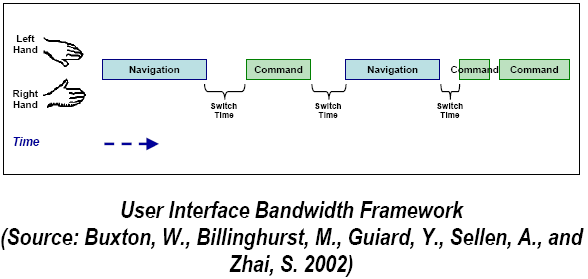 Left
Hand
Navigation Command Navigation Command Command
Right
Hand
Switch Time
Switch Time
Switch Time
Time
User Interface Bandwidth Framework
(Source: Buxton, W., Billinghurst, M., Guiard, Y., Sellen, A., and
Zhai, S. 2002)